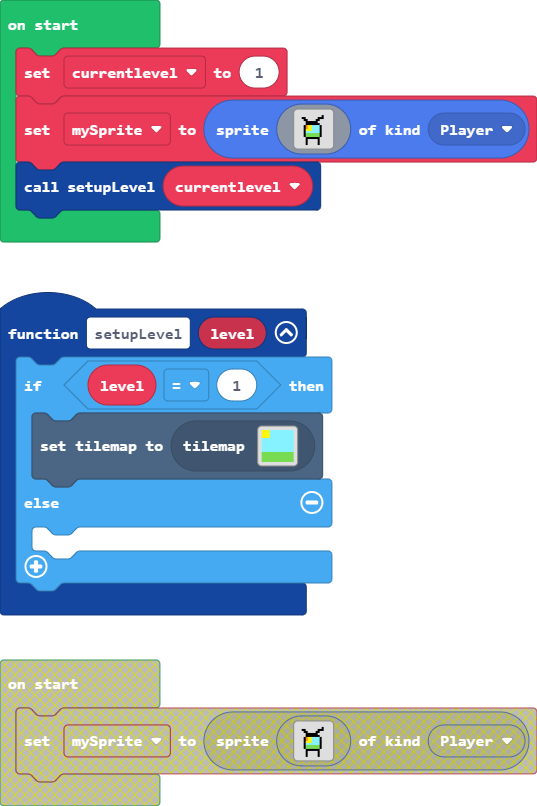 on start
set currentlevel to 1
set mySprite to sprite of kind Player
call setupLevel currentlevel
function setupLevel level
if level = 1 then
set tilemap to tilemap
else
on start
set mySprite to sprite of kind Player